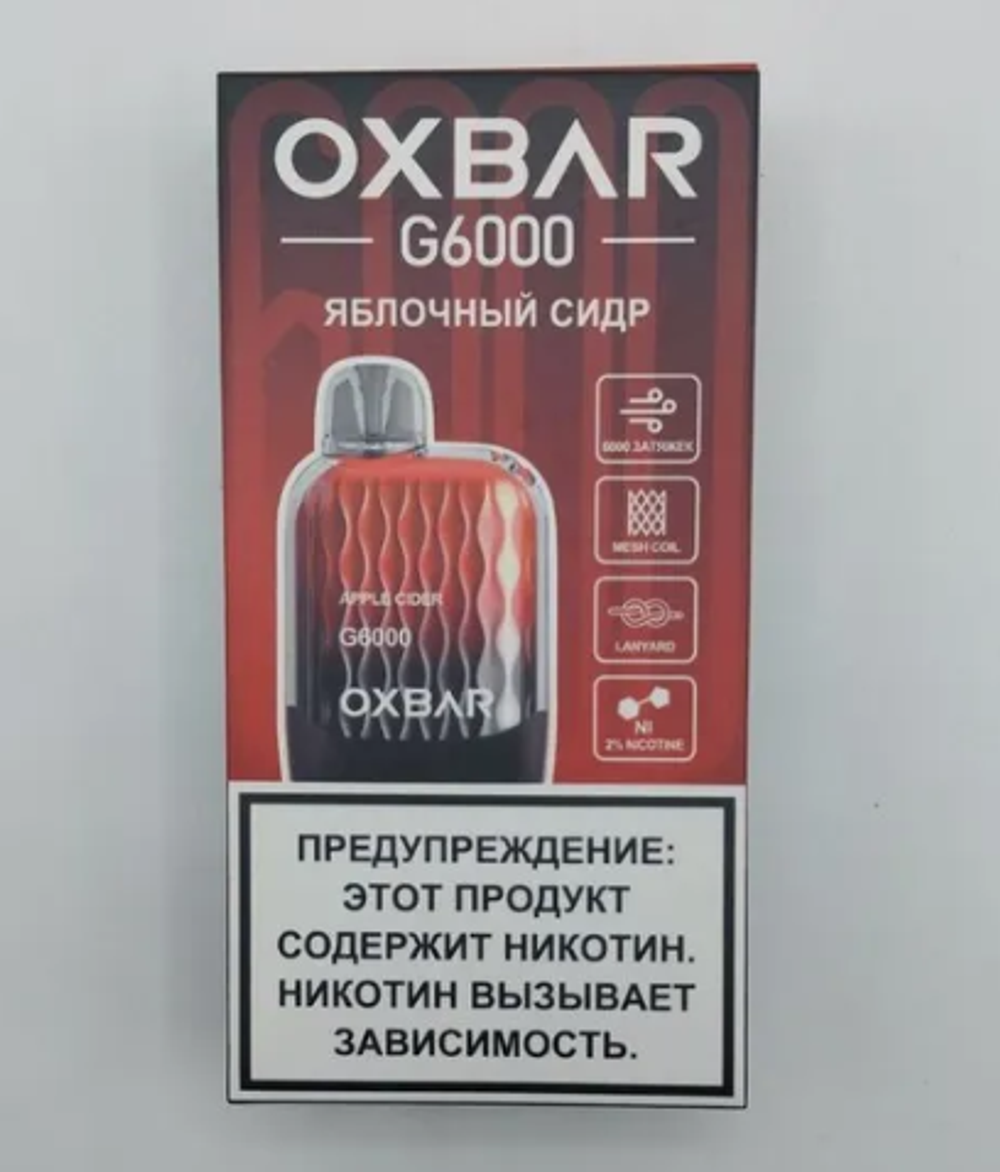 OXBAR
G6000
ЯБЛОЧНЫЙ СИДР
6000 ЗАТЯЖЕК
MESH COIL
LANYARD
NI
2% NICOTINE
APPLE CIDER
G6000
OXBAR
ПРЕДУПРЕЖДЕНИЕ:
ЭТОТ ПРОДУКТ
СОДЕРЖИТ НИКОТИН.
НИКОТИН ВЫЗЫВАЕТ
ЗАВИСИМОСТЬ.